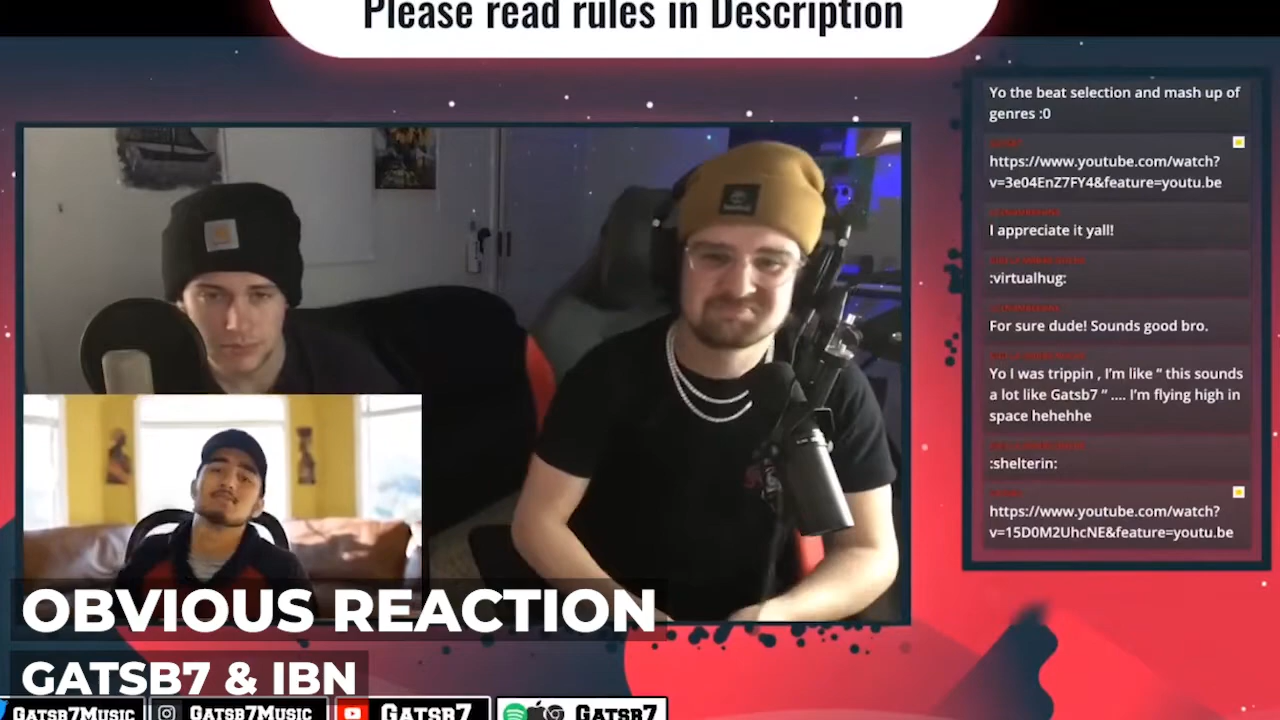 Please read rules in Description
Yo the beat selection and mash up of
genres :0
https://www.youtube.com/watch?
v=3e04EnZ7FY4&feature=youtu.be
I appreciate it yall!
:virtualhug:
For sure dude! Sounds good bro.
Yo I was trippin , I'm like " this sounds
a lot like Gatsb7 " .... I'm flying high in
space hehehhe
:shelterin:
https://www.youtube.com/watch?
v=15D0M2UhcNE&feature=youtu.be
OBVIOUS REACTION
GATSB7 & IBN
Gatsb7Music Gatsb7Music Gatsb7 Gatsb7